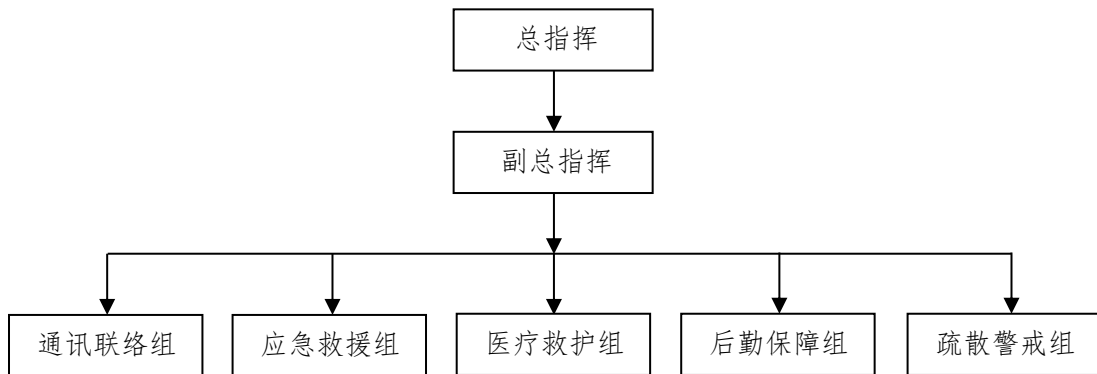 总指挥
副总指挥
通讯联络组
应急救援组
医疗救护组
后勤保障组
疏散警戒组